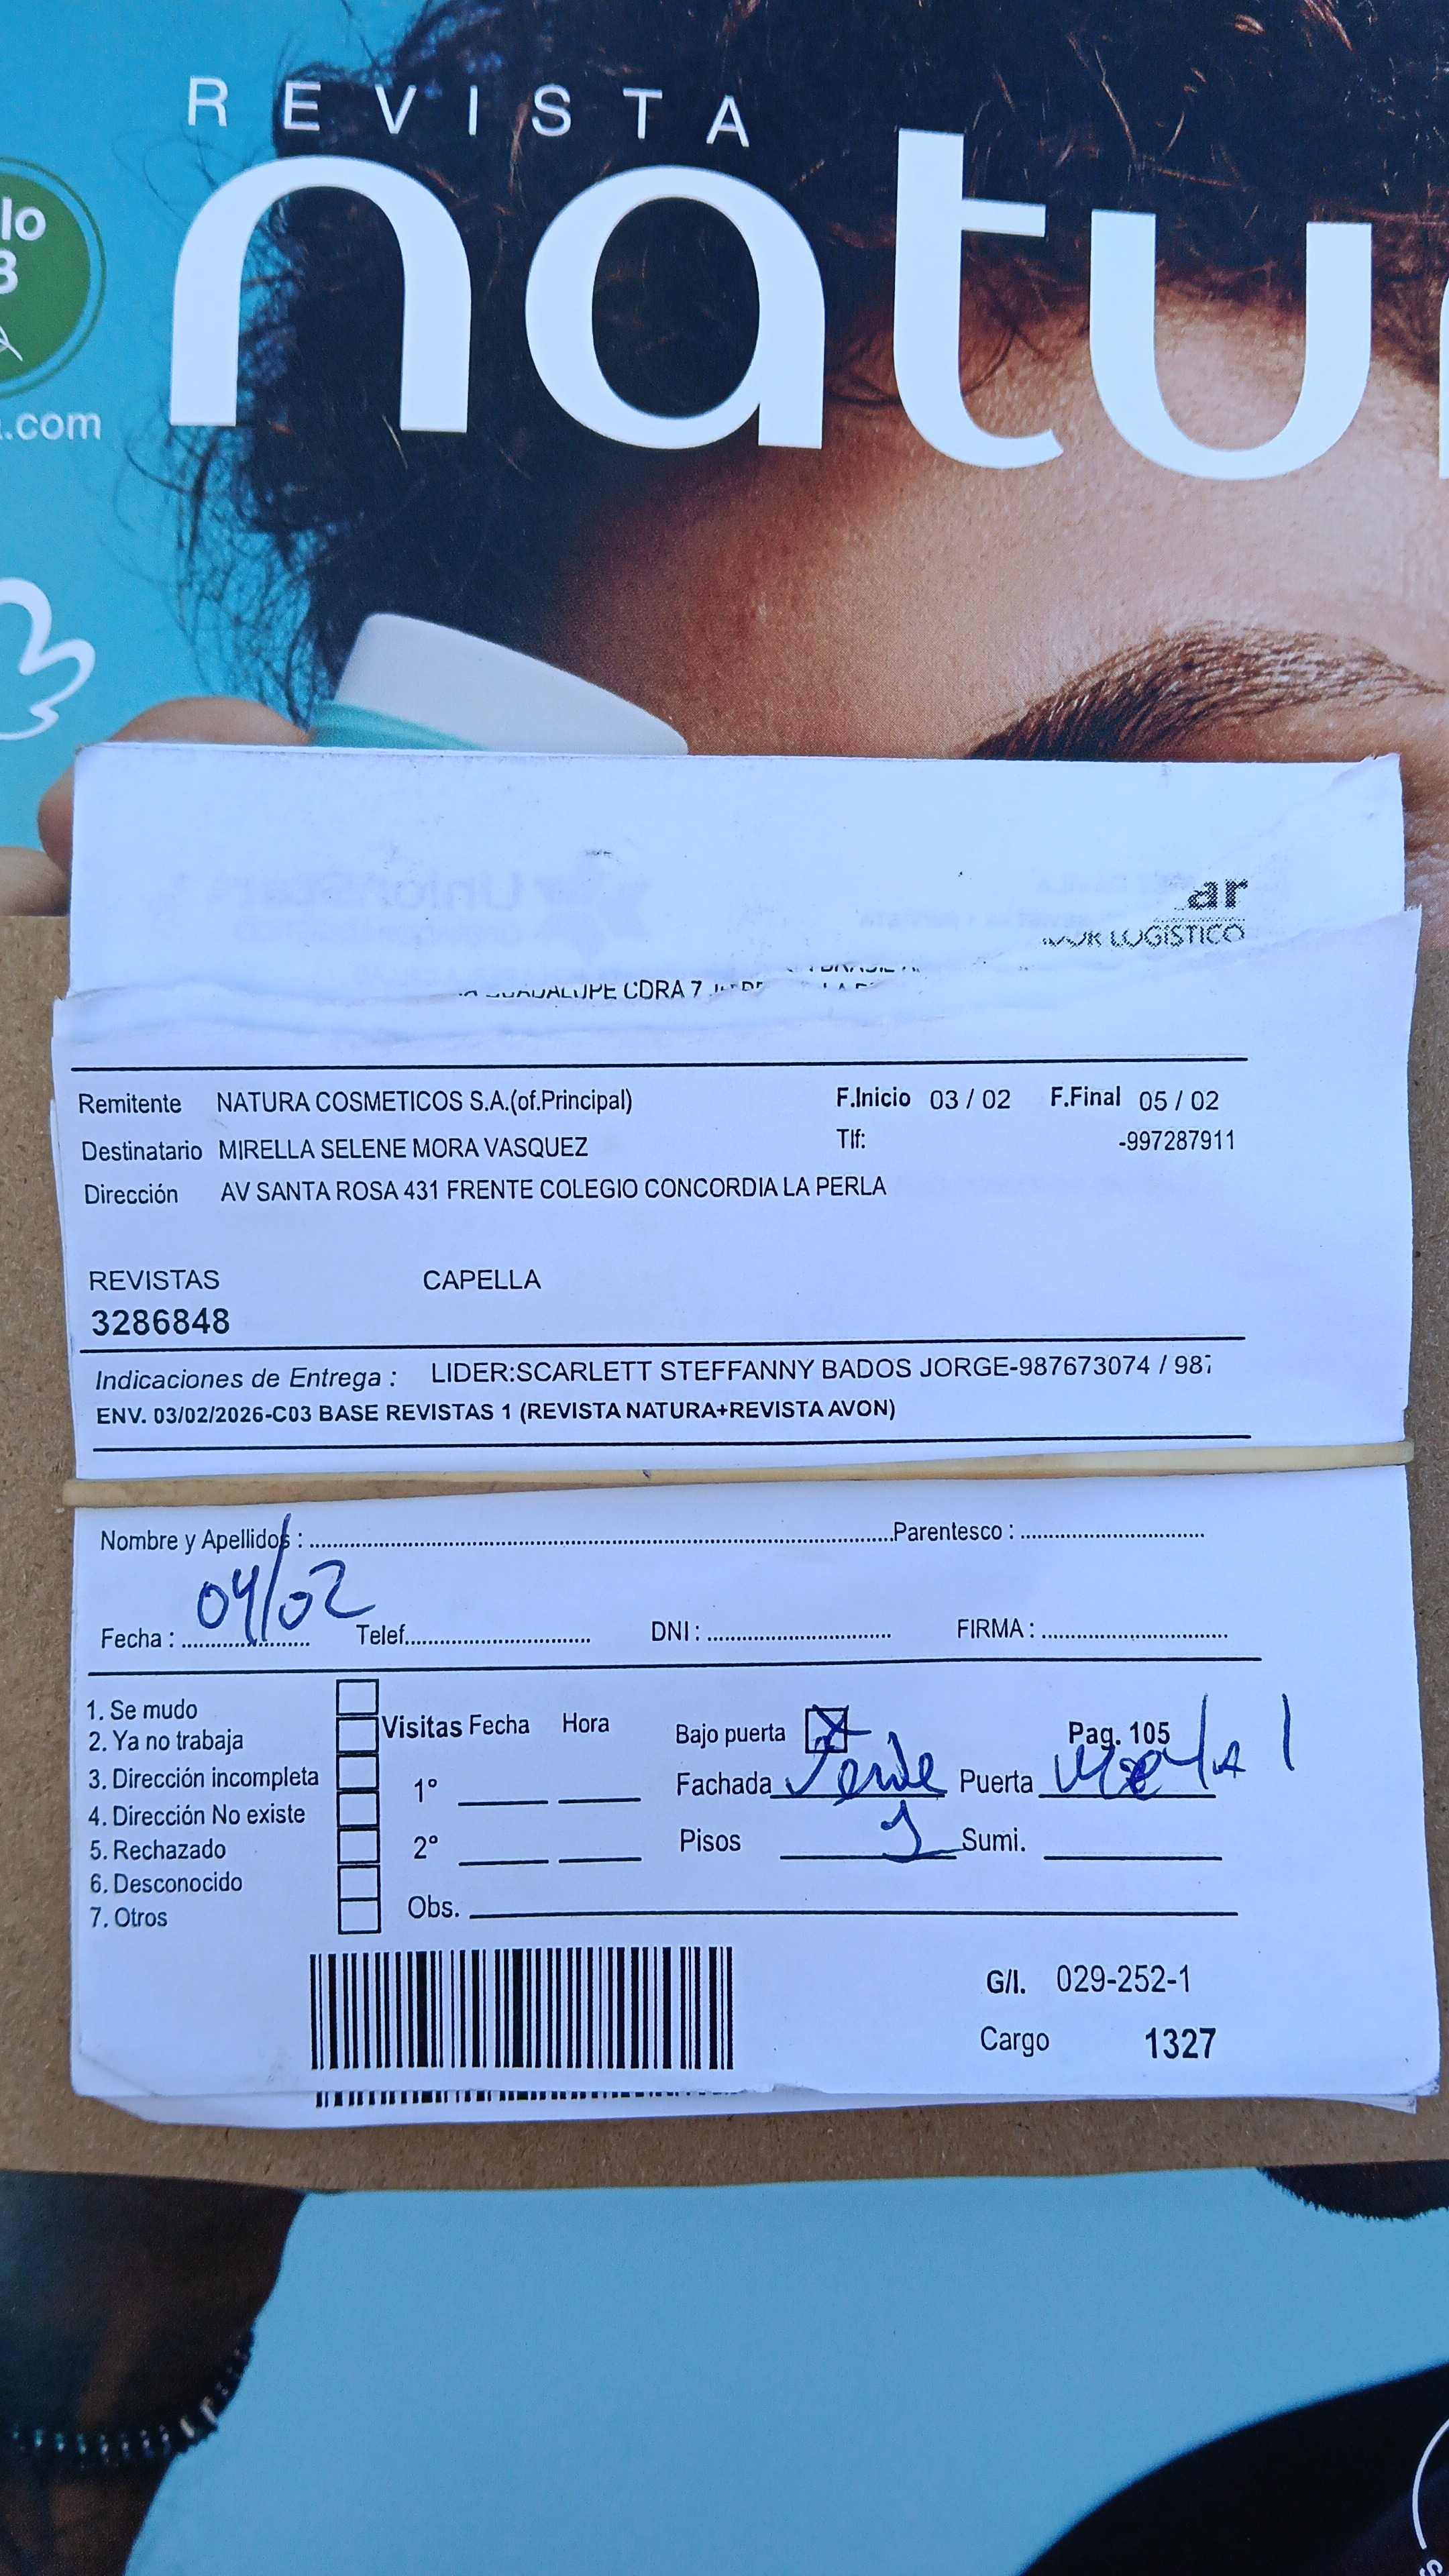 REVISTA
natu
lo
3
.com
ar
LOGÍSTICO
CDRA 7
Remitente NATURA COSMETICOS S.A.(of.Principal) F.Inicio 03 / 02 F.Final 05 / 02
Destinatario MIRELLA SELENE MORA VASQUEZ Tlf: -997287911
Dirección AV SANTA ROSA 431 FRENTE COLEGIO CONCORDIA LA PERLA
REVISTAS CAPELLA
3286848
Indicaciones de Entrega : LIDER:SCARLETT STEFFANNY BADOS JORGE-987673074 / 987
ENV. 03/02/2026-C03 BASE REVISTAS 1 (REVISTA NATURA+REVISTA AVON)
Nombre y Apellidos : Parentesco :
Fecha : 04/02 Telef. DNI : FIRMA :
1. Se mudo
2. Ya no trabaja
3. Dirección incompleta
4. Dirección No existe
5. Rechazado
6. Desconocido
7. Otros
Visitas Fecha Hora
1°
2°
Obs.
Bajo puerta Pag. 105
Fachada Verde Puerta
Pisos 1 Sumi.
G/I. 029-252-1
Cargo 1327